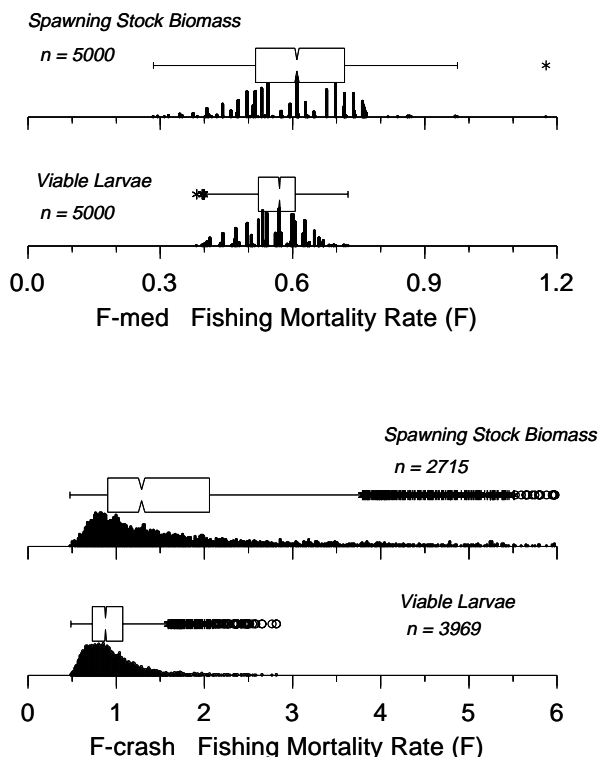 Spawning Stock Biomass
n = 5000
Viable Larvae
n = 5000
0.0 0.3 0.6 0.9 1.2
F-med Fishing Mortality Rate (F)
Spawning Stock Biomass
n = 2715
Viable Larvae
n = 3969
0 1 2 3 4 5 6
F-crash Fishing Mortality Rate (F)